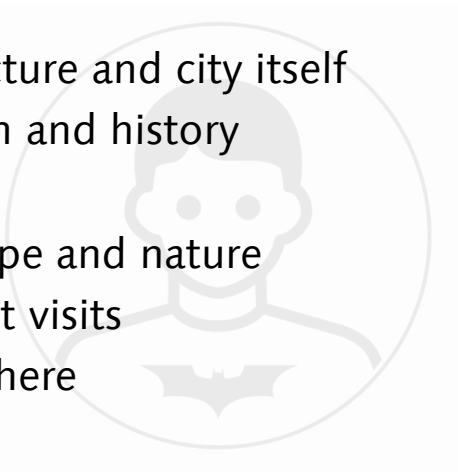 ture and city itself
and history
pe and nature
t visits
here